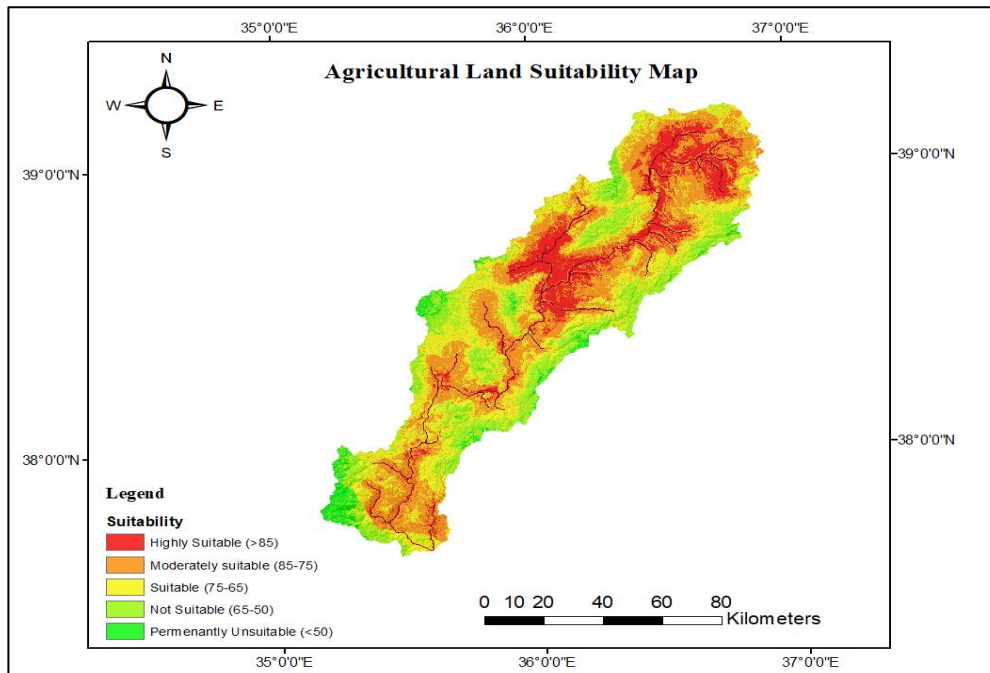 35°0'0"E 36°0'0"E 37°0'0"E
Agricultural Land Suitability Map
N
W E
S
39°0'0"N 39°0'0"N
38°0'0"N 38°0'0"N
Legend
Suitability
Highly Suitable (>85)
Moderately suitable (85-75)
Suitable (75-65)
Not Suitable (65-50)
Permenantly Unsuitable (<50)
0 10 20 40 60 80
Kilometers
35°0'0"E 36°0'0"E 37°0'0"E